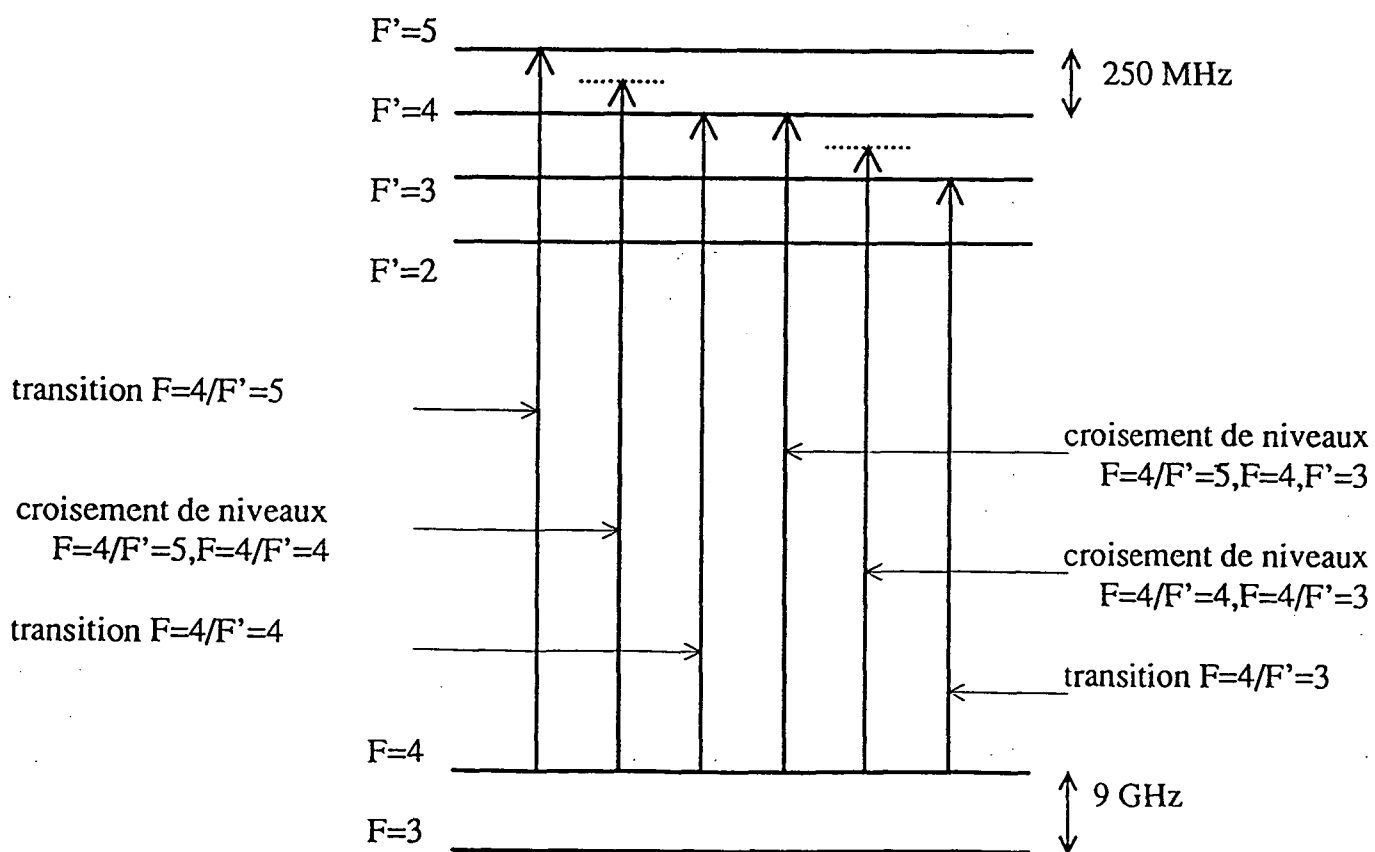 F'=5
250 MHz
F'=4
F'=3
F'=2
transition F=4/F'=5
croisement de niveaux
F=4/F'=5,F=4/F'=4
transition F=4/F'=4
croisement de niveaux
F=4/F'=5,F=4,F'=3
croisement de niveaux
F=4/F'=4,F=4/F'=3
transition F=4/F'=3
F=4
9 GHz
F=3